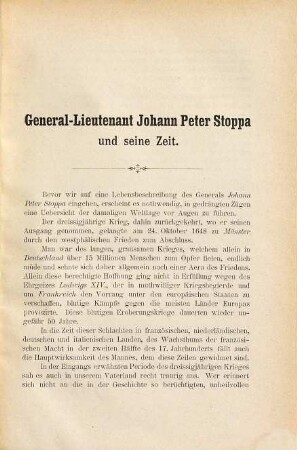 General-Lieutenant Johann Peter Stoppa
und seine Zeit.
Bevor wir auf eine Lebensbeschreibung des Generals Johann
Peter Stoppa eingehen, erscheint es nothwendig, in gedrängten Zügen
eine Uebersicht der damaligen Weltlage vor Augen zu führen.
Der dreissigjährige Krieg, dahin zurückgekehrt, wo er seinen
Ausgang genommen, gelangte am 24. Oktober 1648 zu Münster
durch den westphälischen Frieden zum Abschluss.
Man war des langen, grausamen Krieges, welchem allein in
Deutschland über 15 Millionen Menschen zum Opfer fielen, endlich
müde und sehnte sich daher allgemein nach einer Aera des Friedens.
Allein diese berechtigte Hoffnung ging nicht in Erfüllung wegen des
Ehrgeizes Ludwigs XIV., der in nothwendig Kriegsbegierde und
um Frankreich den Vorrang unter den europäischen Staaten zu
verschaffen, blutige Kämpfe gegen die meisten Länder Europas
provozirte. Diese blutigen Eroberungskriege dauerten wieder un-
gefähr 50 Jahre.
In die Zeit dieser Schlachten in französischen, niederländischen,
deutschen und italienischen Landen, des Wachsthums der französi-
schen Macht in der zweiten Hälfte des 17. Jahrhunderts fällt auch
die Hauptwirksamkeit des Mannes, dem diese Zeilen gewidmet sind.
In der Eingangs erwähnten Periode des dreissigjährigen Krieges
sah es auch in unserem Vaterland recht traurig aus. Wer erinnert
sich nicht an die in der Geschichte so berüchtigten, unheilvollen